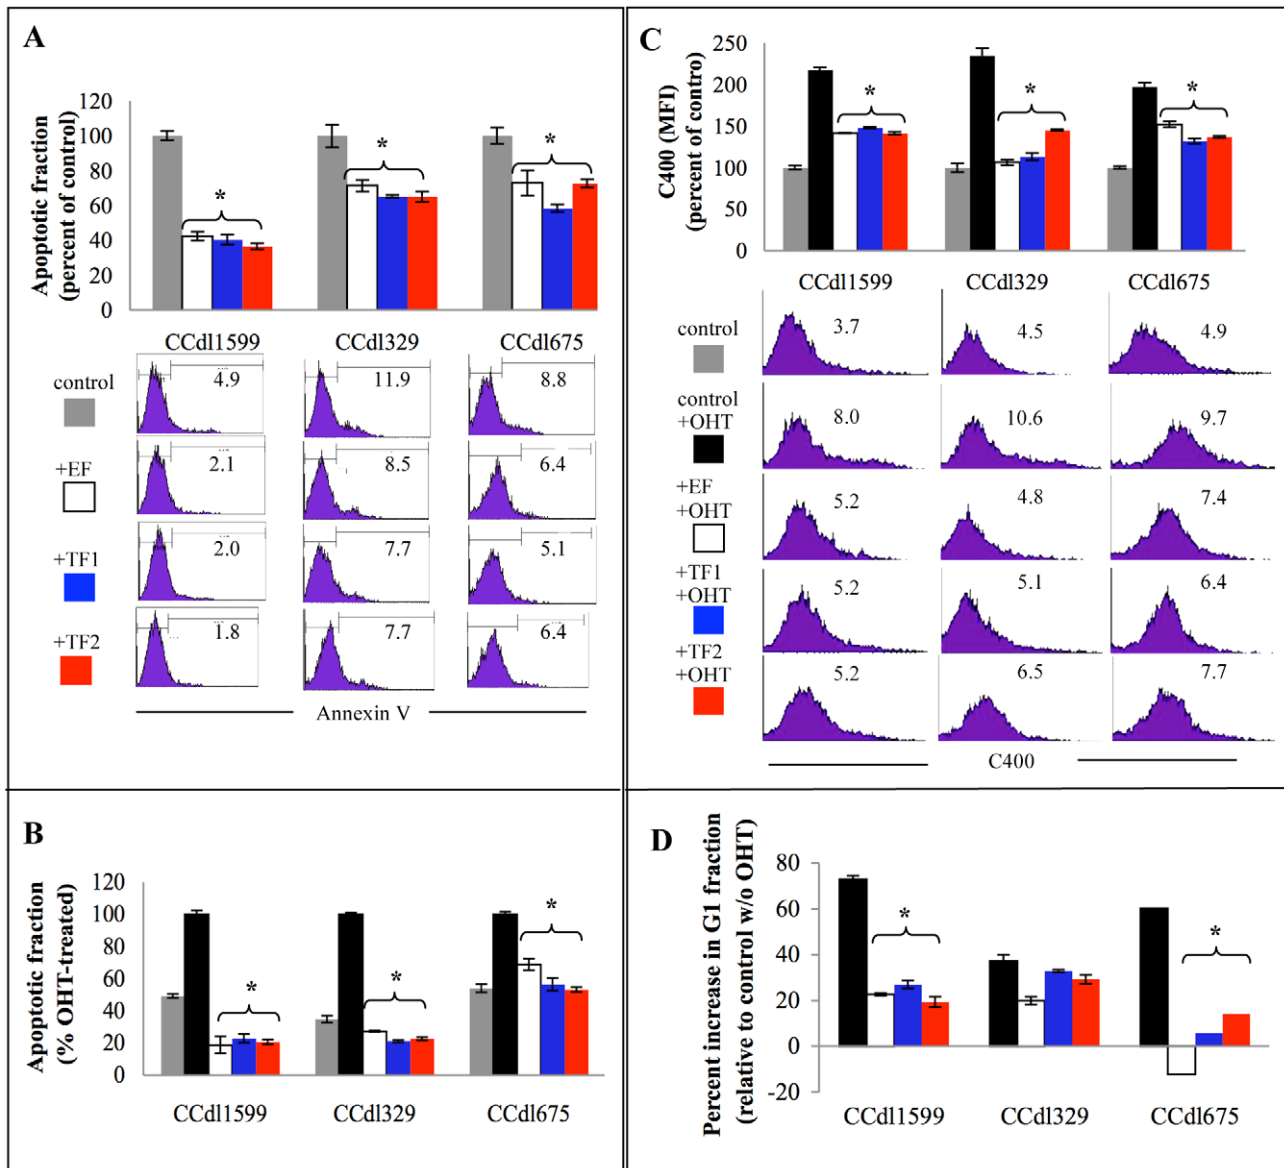 A
Apoptotic fraction
(percent of control)
120
100
80
60
40
20
0
*
*
*
CCdl1599
CCdl329
CCdl675
control
4.9
11.9
8.8
+EF
2.1
8.5
6.4
+TF1
2.0
7.7
5.1
+TF2
1.8
7.7
6.4
Annexin V
B
Apoptotic fraction
(% OHT-treated)
120
100
80
60
40
20
0
*
*
*
CCdl1599
CCdl329
CCdl675
C
C400 (MFI)
(percent of contro)
250
200
150
100
50
0
*
*
*
CCdl1599
CCdl329
CCdl675
control
3.7
4.5
4.9
control
+OHT
8.0
10.6
9.7
+EF
+OHT
5.2
4.8
7.4
+TF1
+OHT
5.2
5.1
6.4
+TF2
+OHT
5.2
6.5
7.7
C400
D
Percent increase in G1 fraction
(relative to control w/o OHT)
80
60
40
20
0
-20
*
*
CCdl1599
CCdl329
CCdl675